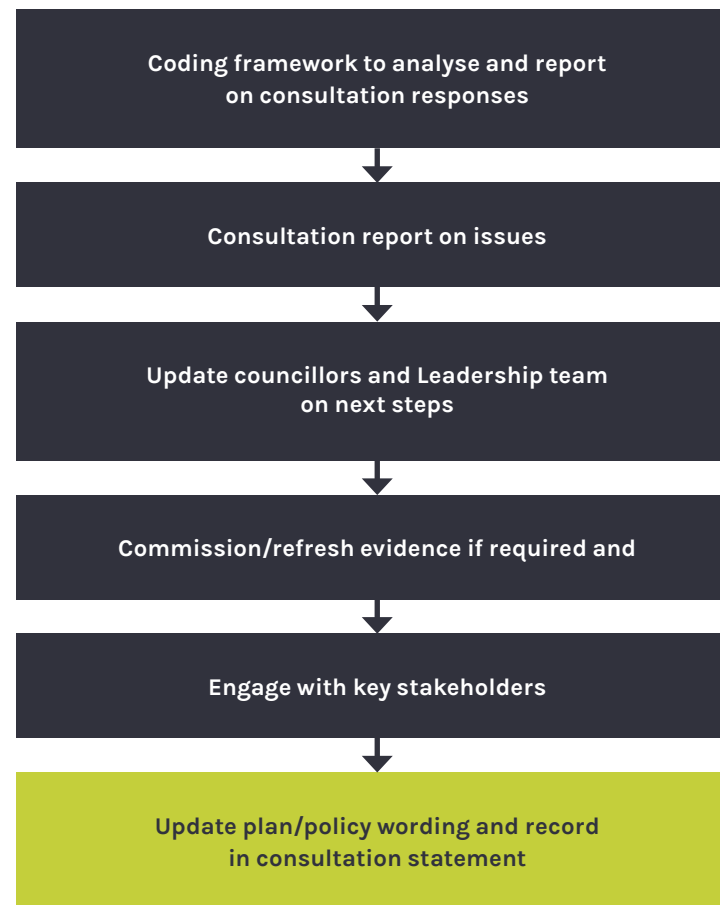 Coding framework to analyse and report
on consultation responses
Consultation report on issues
Update councillors and Leadership team
on next steps
Commission/refresh evidence if required and
Engage with key stakeholders
Update plan/policy wording and record
in consultation statement